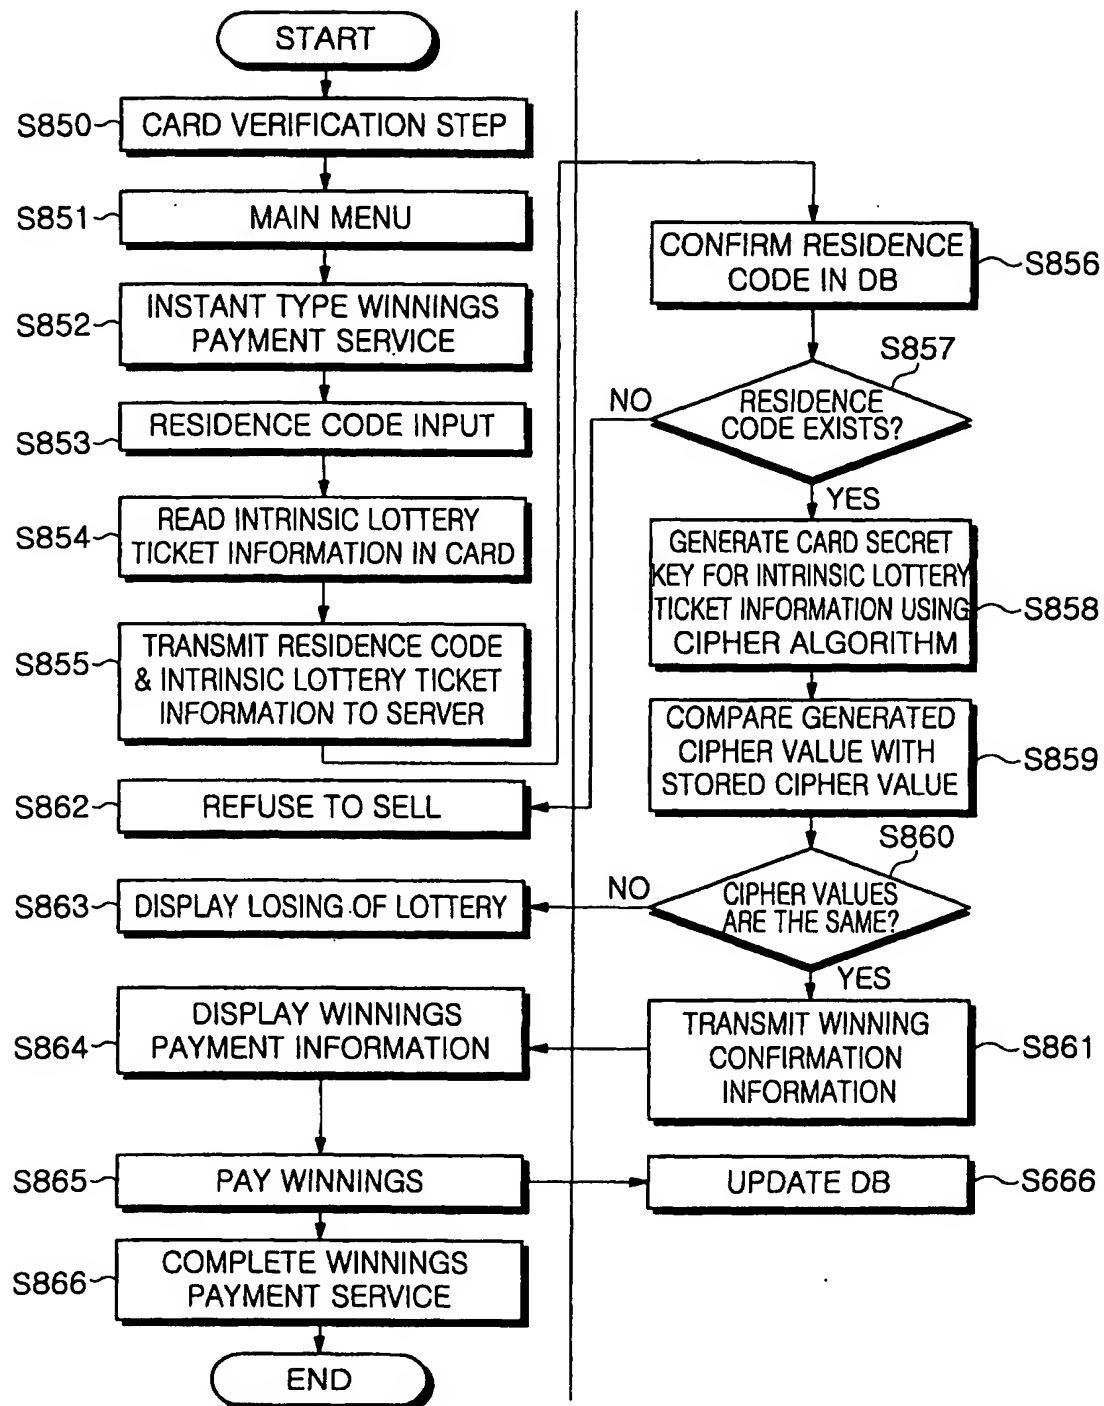 START
S850
CARD VERIFICATION STEP
S851
MAIN MENU
S852
INSTANT TYPE WINNINGS
PAYMENT SERVICE
S853
RESIDENCE CODE INPUT
S854
READ INTRINSIC LOTTERY
TICKET INFORMATION IN CARD
S855
TRANSMIT RESIDENCE CODE
& INTRINSIC LOTTERY TICKET
INFORMATION TO SERVER
S862
REFUSE TO SELL
S863
DISPLAY LOSING OF LOTTERY
S864
DISPLAY WINNINGS
PAYMENT INFORMATION
S865
PAY WINNINGS
S866
COMPLETE WINNINGS
PAYMENT SERVICE
END
CONFIRM RESIDENCE
CODE IN DB
S856
S857
NO
RESIDENCE
CODE EXISTS?
YES
GENERATE CARD SECRET
KEY FOR INTRINSIC LOTTERY
TICKET INFORMATION USING
CIPHER ALGORITHM
S858
COMPARE GENERATED
CIPHER VALUE WITH
STORED CIPHER VALUE
S859
S860
NO
CIPHER VALUES
ARE THE SAME?
YES
TRANSMIT WINNING
CONFIRMATION
INFORMATION
S861
UPDATE DB
S666